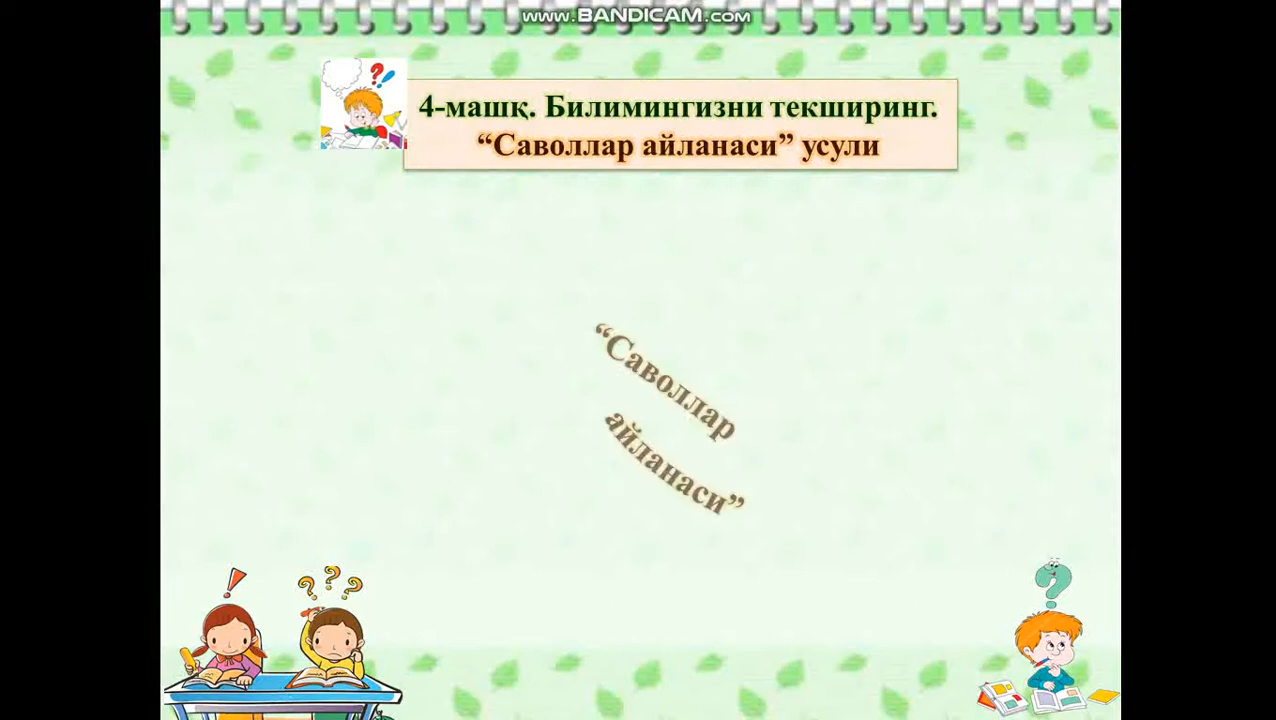 www.BANDICAM.com
4-машқ. Билимингизни текширинг.
“Саволлар айланаси” усули
“Саволлар
айланаси”